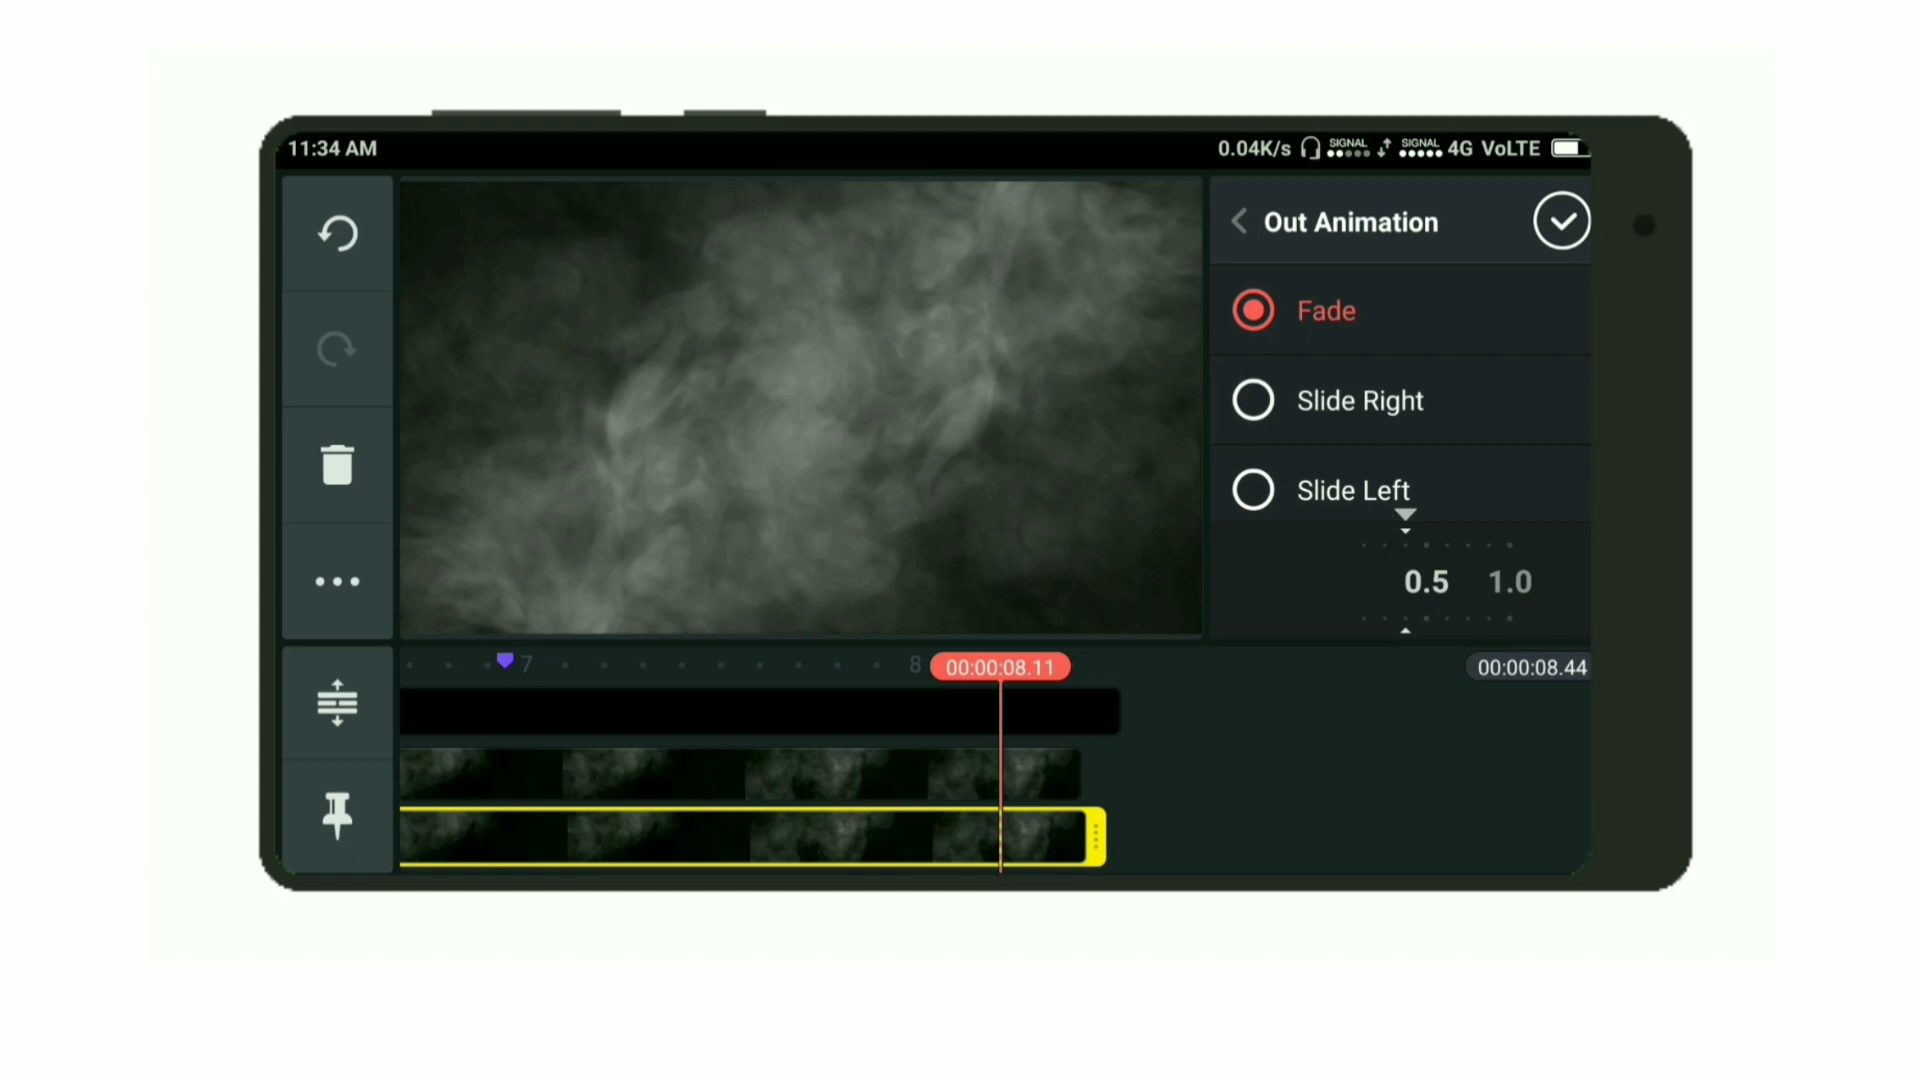 11:34 AM
0.04K/s SIGNAL SIGNAL 4G VoLTE
Out Animation
Fade
Slide Right
Slide Left
0.5 1.0
7 8 00:00:08.11 00:00:08.44